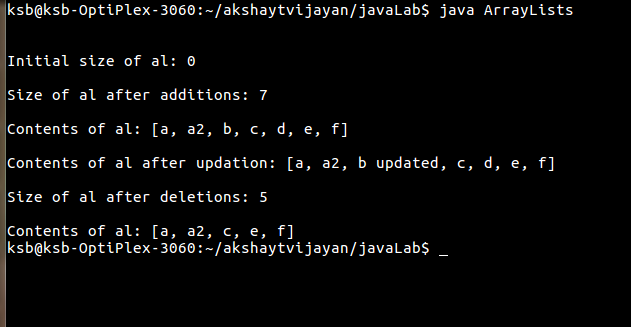 ksb@ksb-OptiPlex-3060:~/akshaytvijayan/javaLab$ java ArrayLists
Initial size of al: 0
Size of al after additions: 7
Contents of al: [a, a2, b, c, d, e, f]
Contents of al after updation: [a, a2, b updated, c, d, e, f]
Size of al after deletions: 5
Contents of al: [a, a2, c, e, f]
ksb@ksb-OptiPlex-3060:~/akshaytvijayan/javaLab$ _